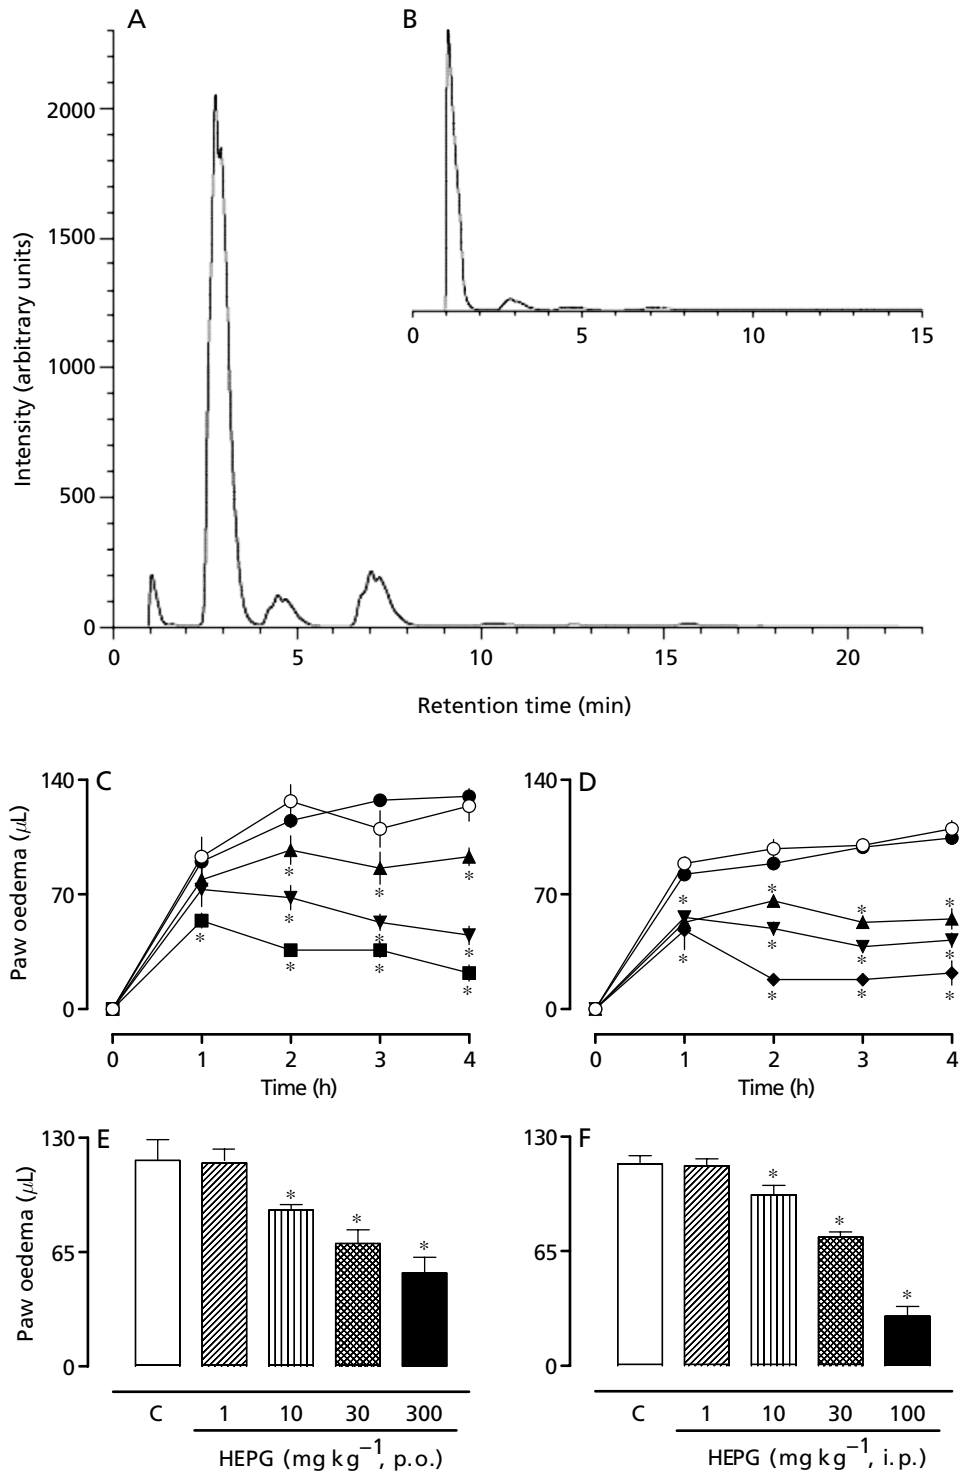 A
B
2000
1500
1000
500
0
Intensity (arbitrary units)
0 5 10 15
0 5 10 15 20
Retention time (min)
C
140
70
0
Paw oedema (μL)
* * * * * * * * * * *
0 1 2 3 4
Time (h)
D
140
70
0
* * * * * * * * * * *
0 1 2 3 4
Time (h)
E
130
65
0
Paw oedema (μL)
* * *
C 1 10 30 300
HEPG (mg kg⁻¹, p.o.)
F
130
65
0
* * *
C 1 10 30 100
HEPG (mg kg⁻¹, i.p.)